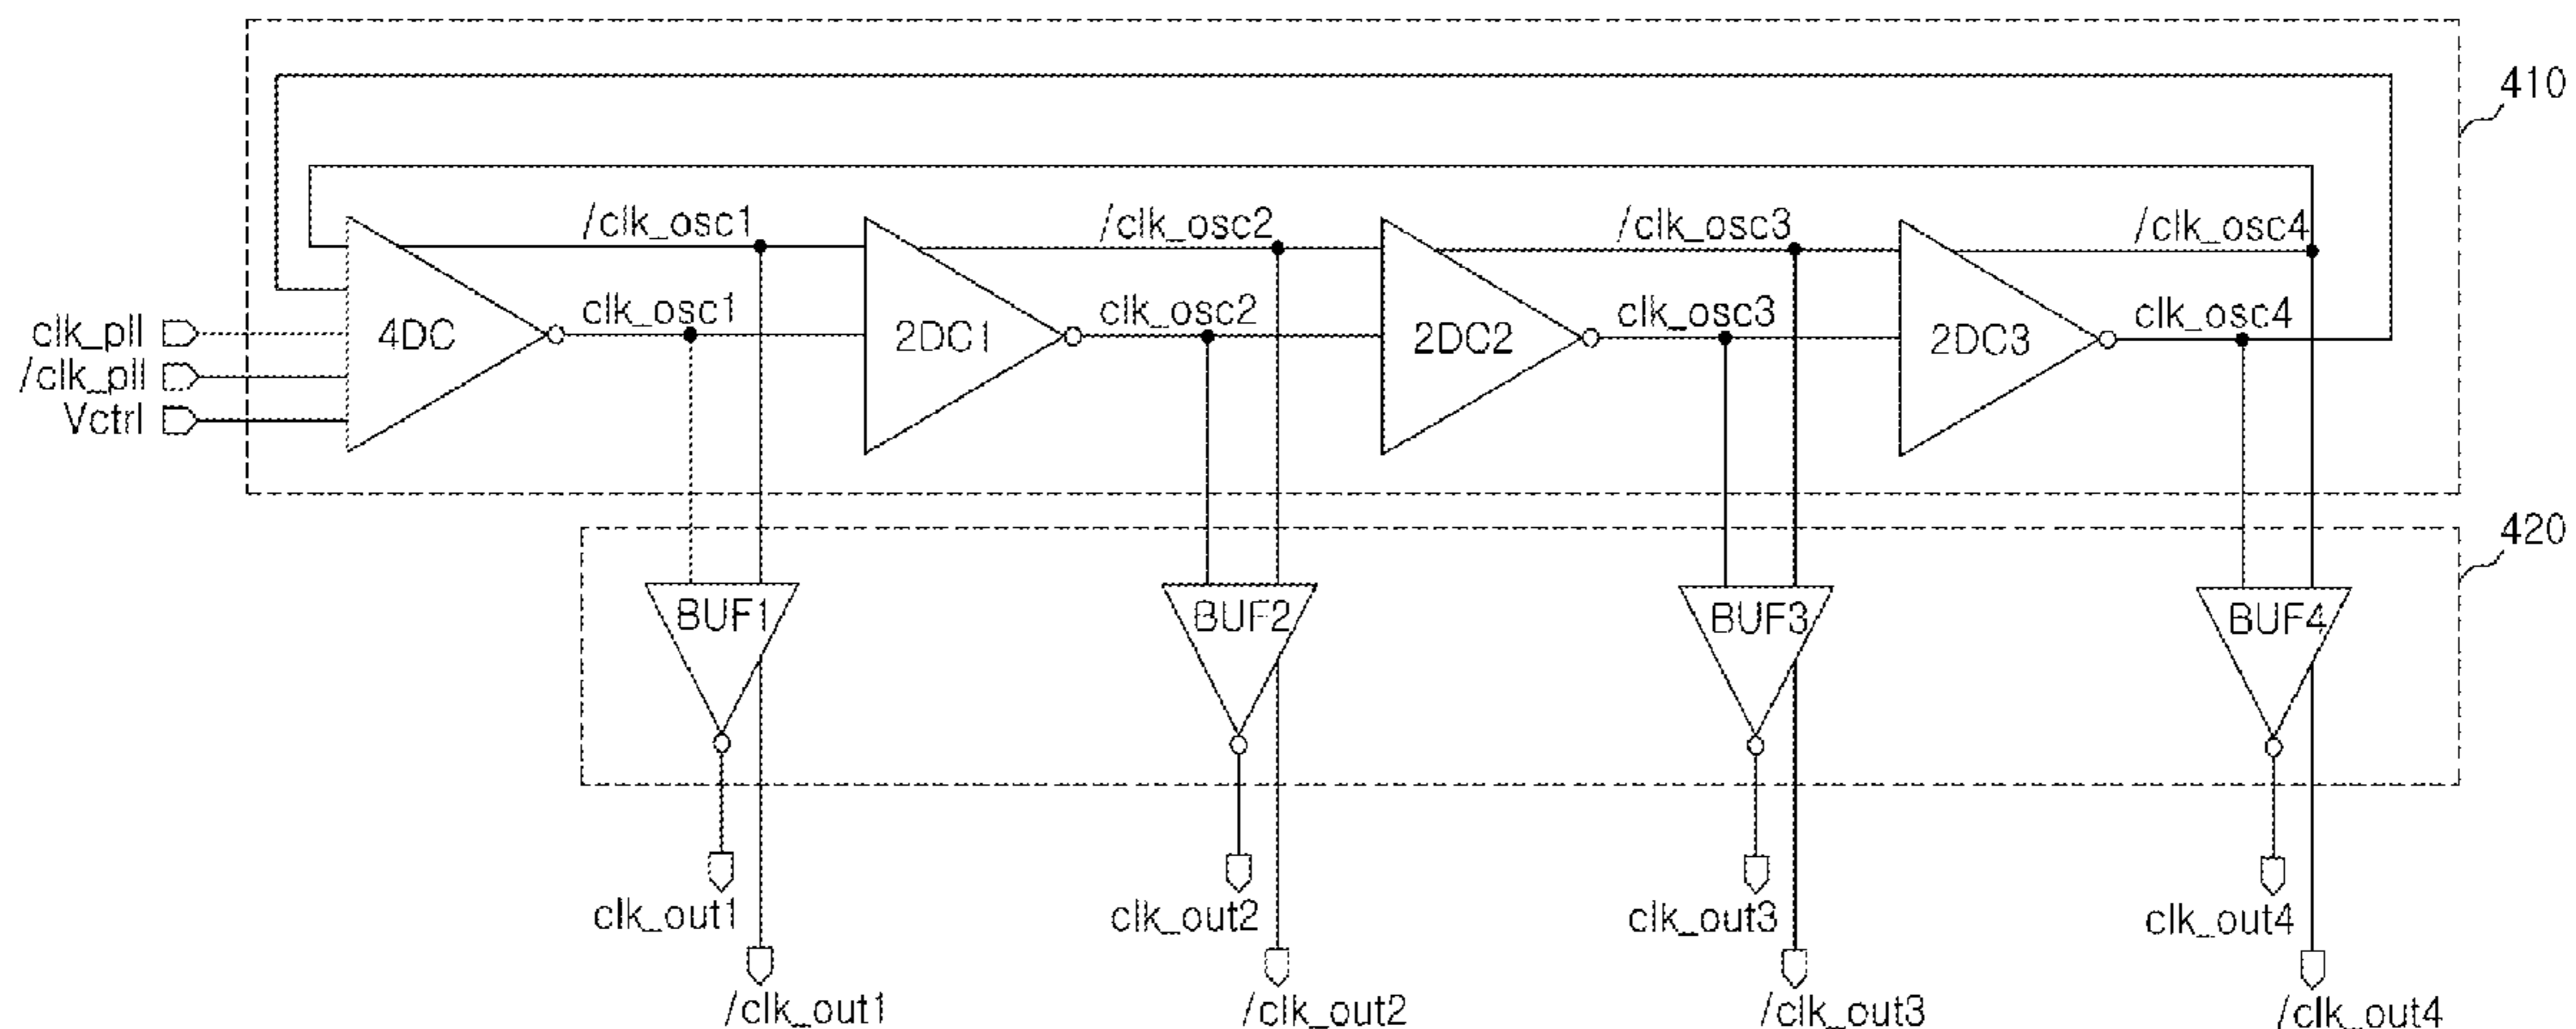 410
/clk_osc1
/clk_osc2
/clk_osc3
/clk_osc4
clk_pll
4DC
clk_osc1
2DC1
clk_osc2
2DC2
clk_osc3
2DC3
clk_osc4
/clk_pll
Vctrl
420
BUF1
BUF2
BUF3
BUF4
clk_out1
clk_out2
clk_out3
clk_out4
/clk_out1
/clk_out2
/clk_out3
/clk_out4